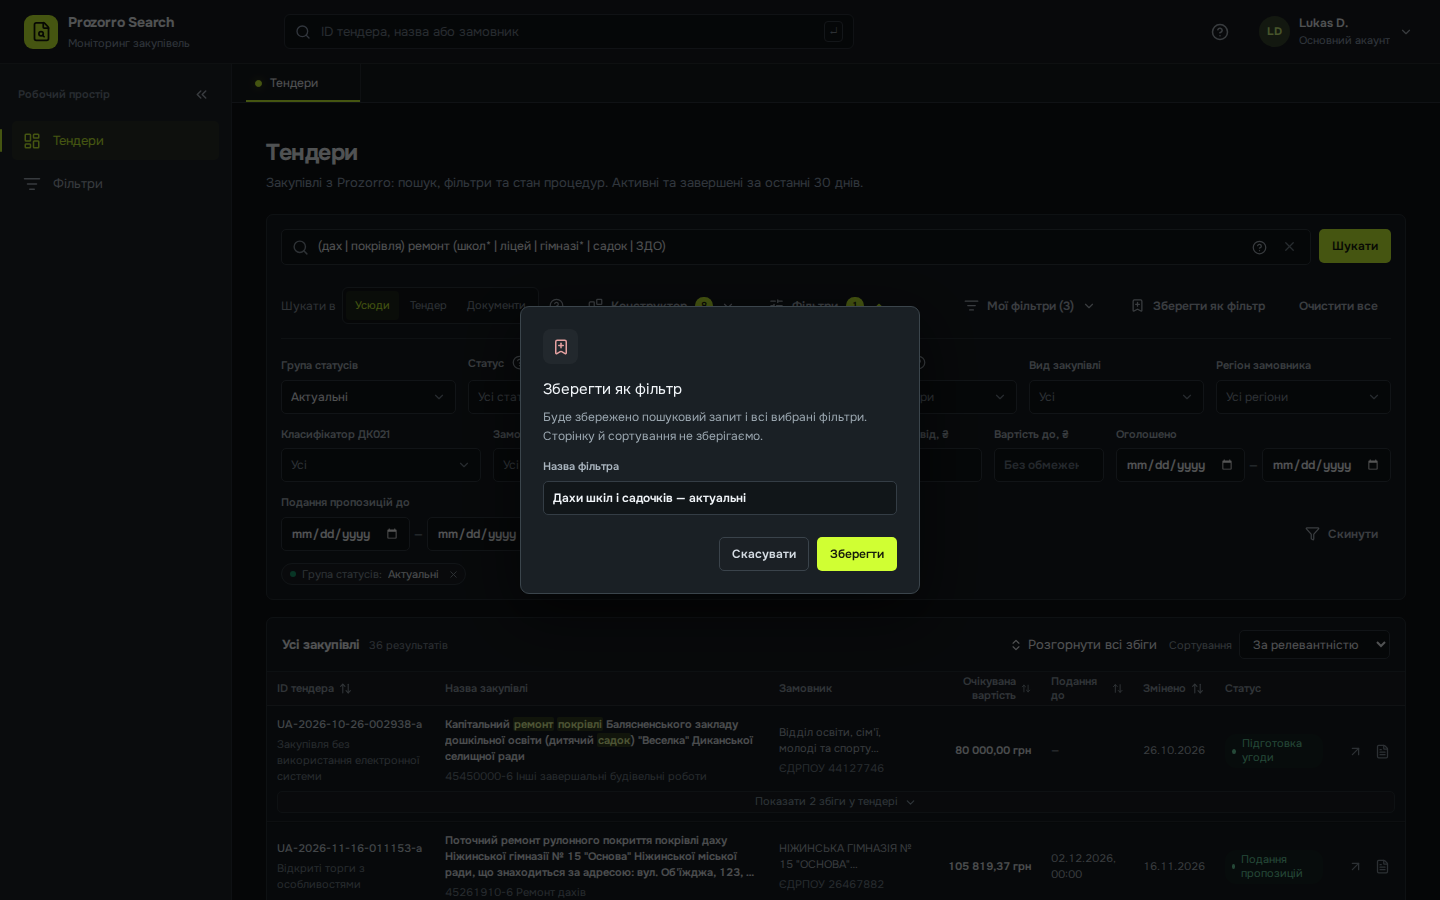 Prozorro Search
Моніторинг закупівель
ID тендера, назва або замовник
LD
Lukas D.
Основний акаунт
Робочий простір
Тендери
Тендери
Фільтри
Тендери
Закупівлі з Prozorro: пошук, фільтри та стан процедур. Активні та завершені за останні 30 днів.
(дах | покрівля) ремонт (школ* | ліцей | гімназі* | садок | ЗДО)
Шукати
Шукати в
Усюди
Тендер
Документи
Конструктор
Фільтри
1
Мої фільтри (3)
Зберегти як фільтр
Очистити все
Група статусів
Статус
Вид закупівлі
Регіон замовника
Актуальні
Усі
Усі регіони
Класифікатор ДК021
Вартість до, ₴
Оголошено
Усі
Без обмежен
mm/dd/yyyy
—
mm/dd/yyyy
Подання пропозицій до
mm/dd/yyyy
—
mm/dd/yyyy
Скинути
Група статусів: Актуальні
Зберегти як фільтр
Буде збережено пошуковий запит і всі вибрані фільтри.
Сторінку й сортування не зберігаємо.
Назва фільтра
Дахи шкіл і садочків — актуальні
Скасувати
Зберегти
Усі закупівлі
36 результатів
Розгорнути всі збіги
Сортування
За релевантністю
ID тендера
Назва закупівлі
Замовник
Очікувана
вартість
Подання
до
Змінено
Статус
UA-2026-10-26-002938-a
Закупівля без
використання електронної
системи
Капітальний ремонт покрівлі Балясненського закладу
дошкільної освіти (дитячий садок) "Веселка" Диканської
селищної ради
45450000-6 Інші завершальні будівельні роботи
Відділ освіти, сім'ї,
молоді та спорту...
ЄДРПОУ 44127746
80 000,00 грн
—
26.10.2026
Підготовка
угоди
Показати 2 збіги у тендері
UA-2026-11-16-011153-a
Відкриті торги з
особливостями
Поточний ремонт рулонного покриття покрівлі даху
Ніжинської гімназії № 15 "Основа" Ніжинської міської
ради, що знаходиться за адресою: вул. Об'їжджа, 123, ...
45261910-6 Ремонт дахів
НІЖИНСЬКА ГІМНАЗІЯ №
15 "ОСНОВА"...
ЄДРПОУ 26467882
105 819,37 грн
02.12.2026,
00:00
16.11.2026
Подання
пропозицій